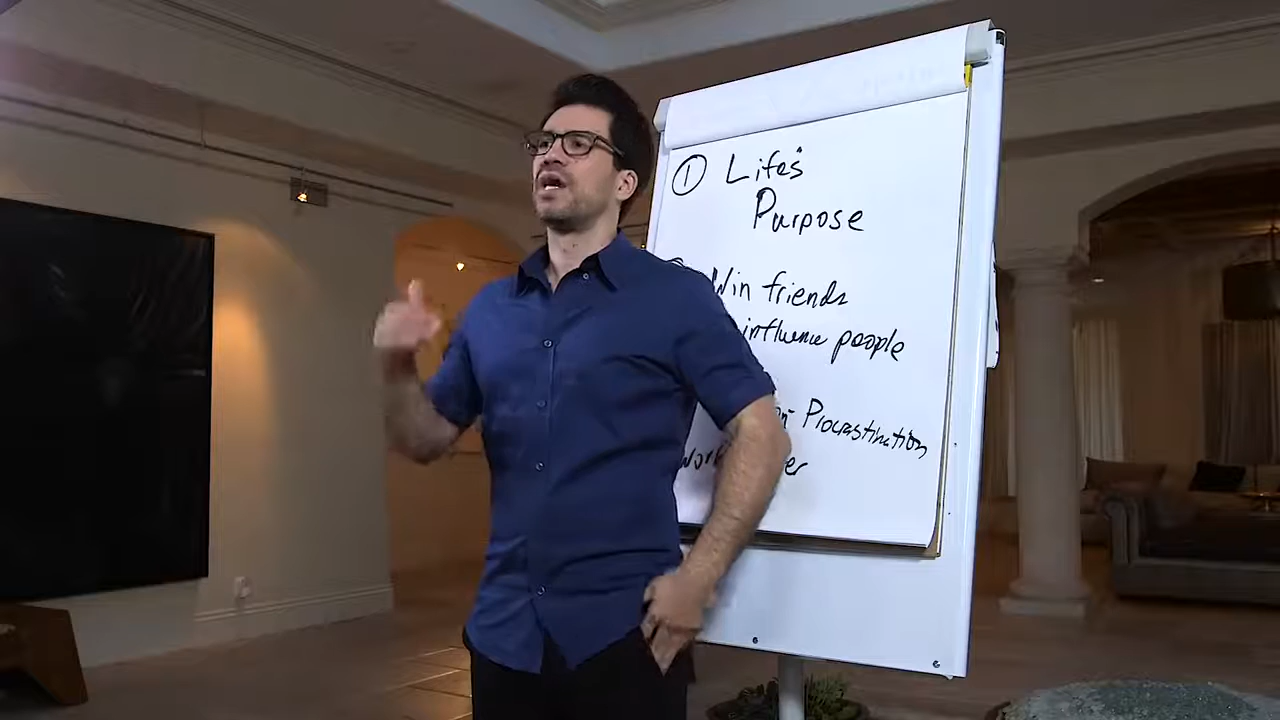 ① Life's
Purpose
Win friends
influence people
Procrastination